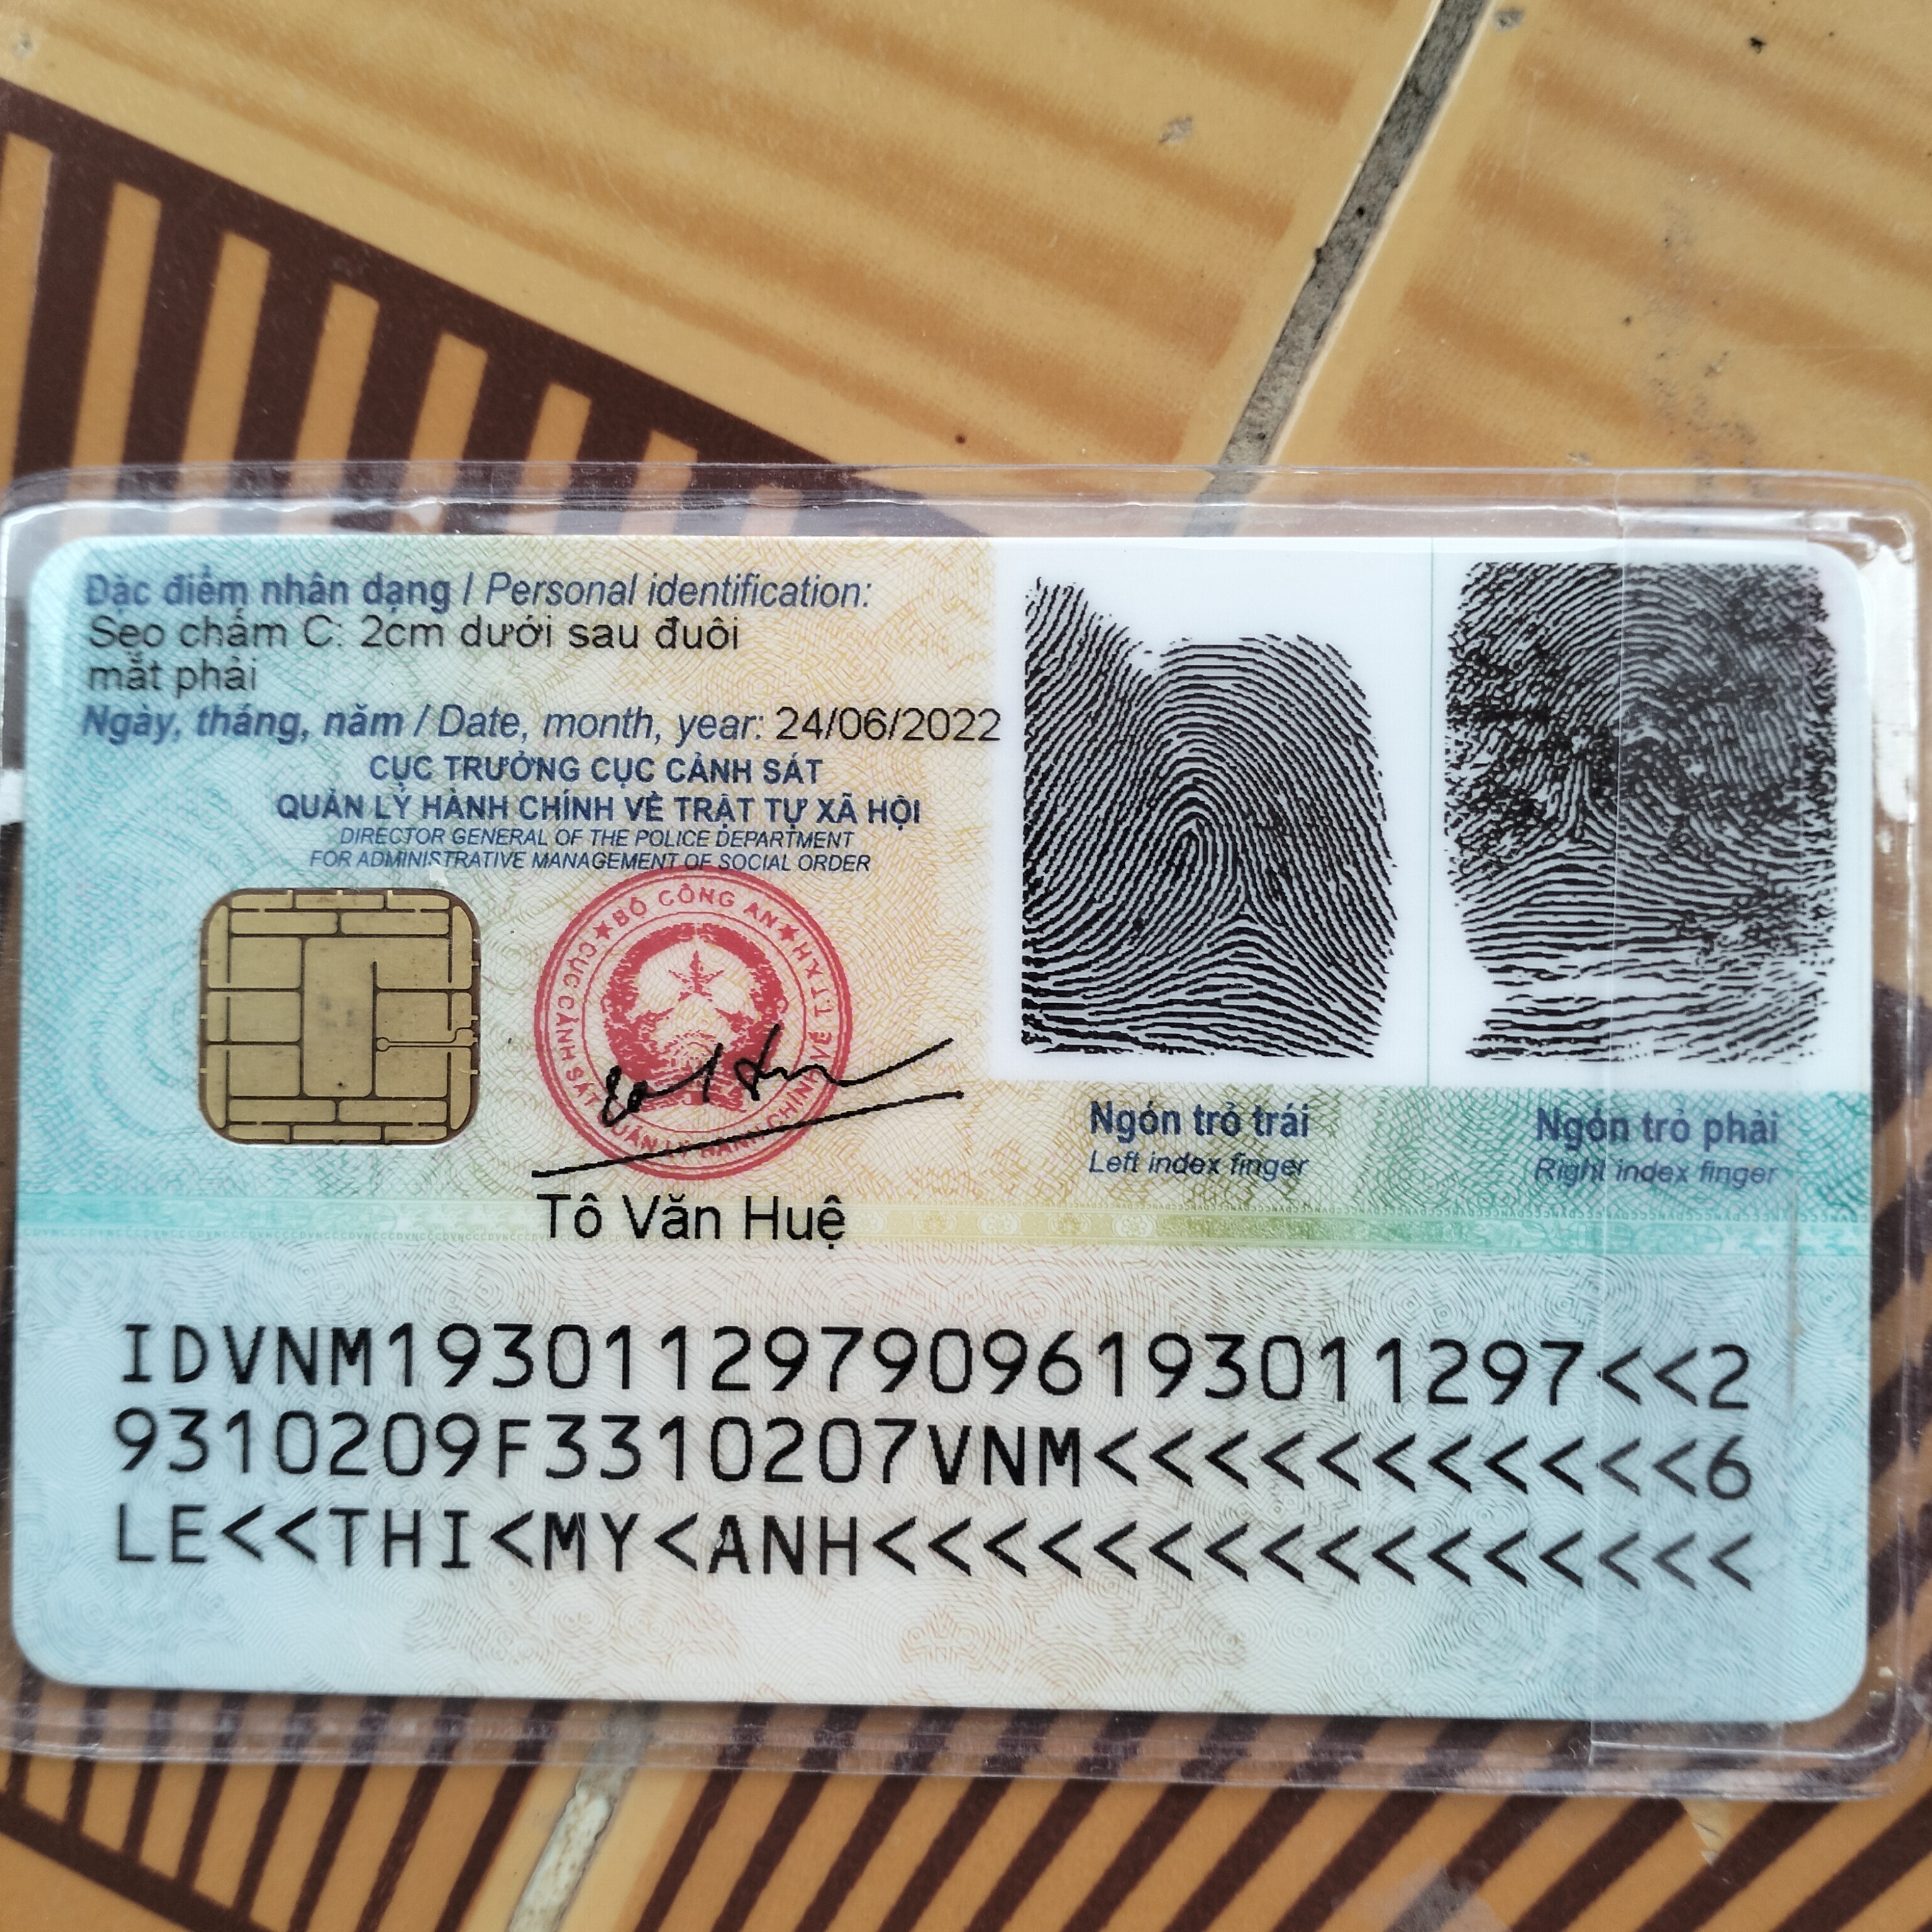 Đặc điểm nhân dạng / Personal identification:
Sẹo chấm C: 2cm dưới sau đuôi
mắt phải
Ngày, tháng, năm / Date, month, year: 24/06/2022
CỤC TRƯỞNG CỤC CẢNH SÁT
QUẢN LÝ HÀNH CHÍNH VỀ TRẬT TỰ XÃ HỘI
DIRECTOR GENERAL OF THE POLICE DEPARTMENT
FOR ADMINISTRATIVE MANAGEMENT OF SOCIAL ORDER
★ BỘ CÔNG AN ★
CỤC CẢNH SÁT QUẢN LÝ HÀNH CHÍNH VỀ TTXH
Tô Văn Huệ
Ngón trỏ trái
Left index finger
Ngón trỏ phải
Right index finger
IDVNM1930112979096193011297<<2
9310209F3310207VNM<<<<<<<<<<<6
LE<<THI<MY<ANH<<<<<<<<<<<<<<<<